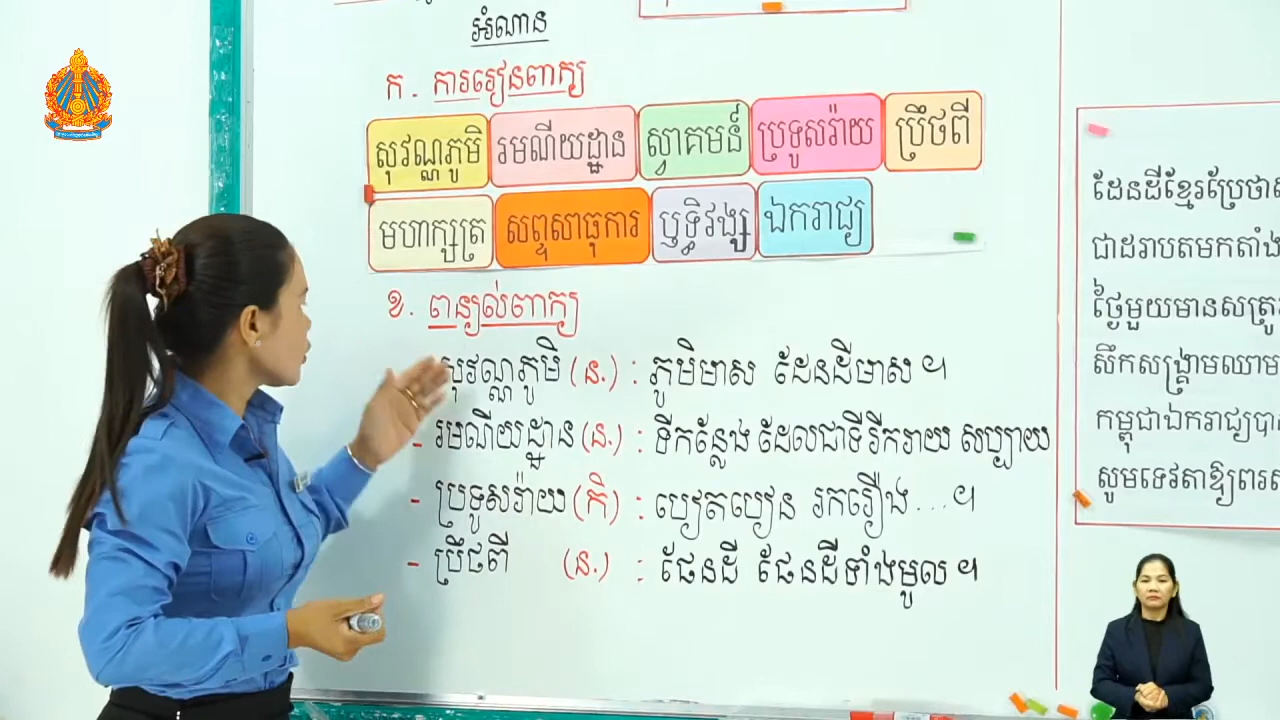 អំណាន
ក . ការរៀនពាក្យ
សុវណ្ណភូមិ រមណីយដ្ឋាន ស្វាគមន៍ ប្រទូសរ៉ាយ ប្រឹថពី
មហាក្សត្រ សព្ទសាធុការ ឫទ្ធិវង្ស ឯករាជ្យ
ខ . ពន្យល់ពាក្យ
សុវណ្ណភូមិ (ន.) : ភូមិមាស ដែនដីមាស ។
- រមណីយដ្ឋាន (ន.) : ទីកន្លែង ដែលជាទីរីករាយ សប្បាយ
- ប្រទូសរ៉ាយ (កិ) : បៀតបៀន រករឿង ... ។
- ប្រឹថពី (ន.) : ផែនដី ផែនដីទាំងមូល ។
ដែនដីខ្មែរប្រែថា
ជាដរាបតមកតាំង
ថ្ងៃមួយមានសត្រូវ
សឹកសង្គ្រាមឈាម
កម្ពុជាឯករាជ្យបាន
សូមទេវតាឱ្យពរ